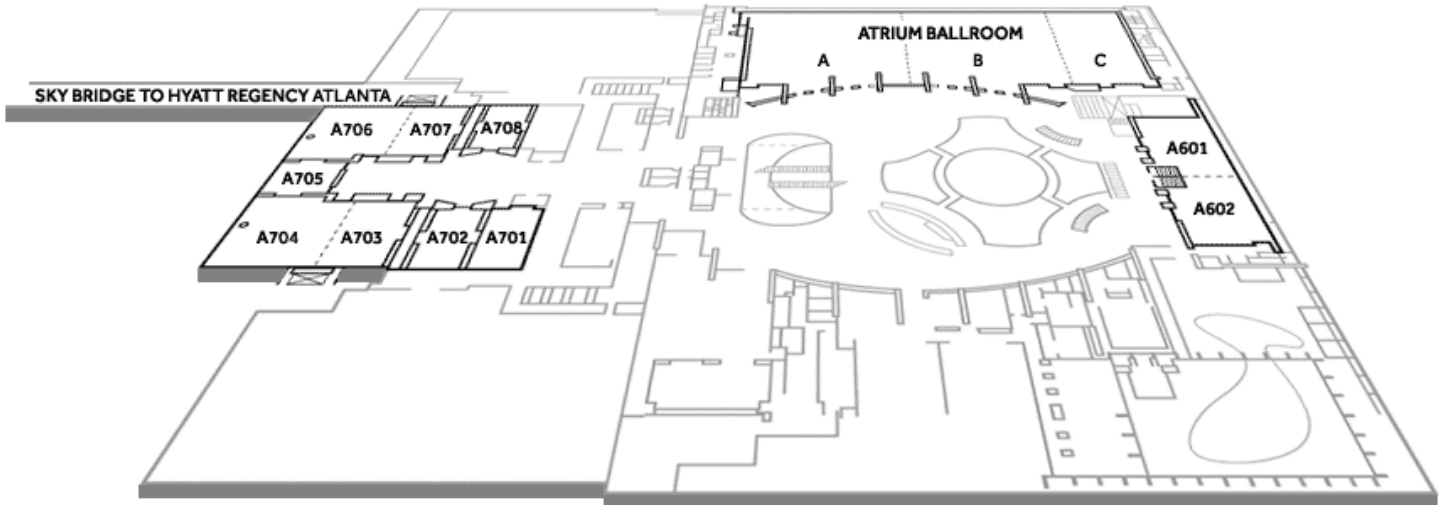 ATRIUM BALLROOM
A
B
C
SKY BRIDGE TO HYATT REGENCY ATLANTA
A706
A707
A708
A705
A704
A703
A702
A701
A601
A602